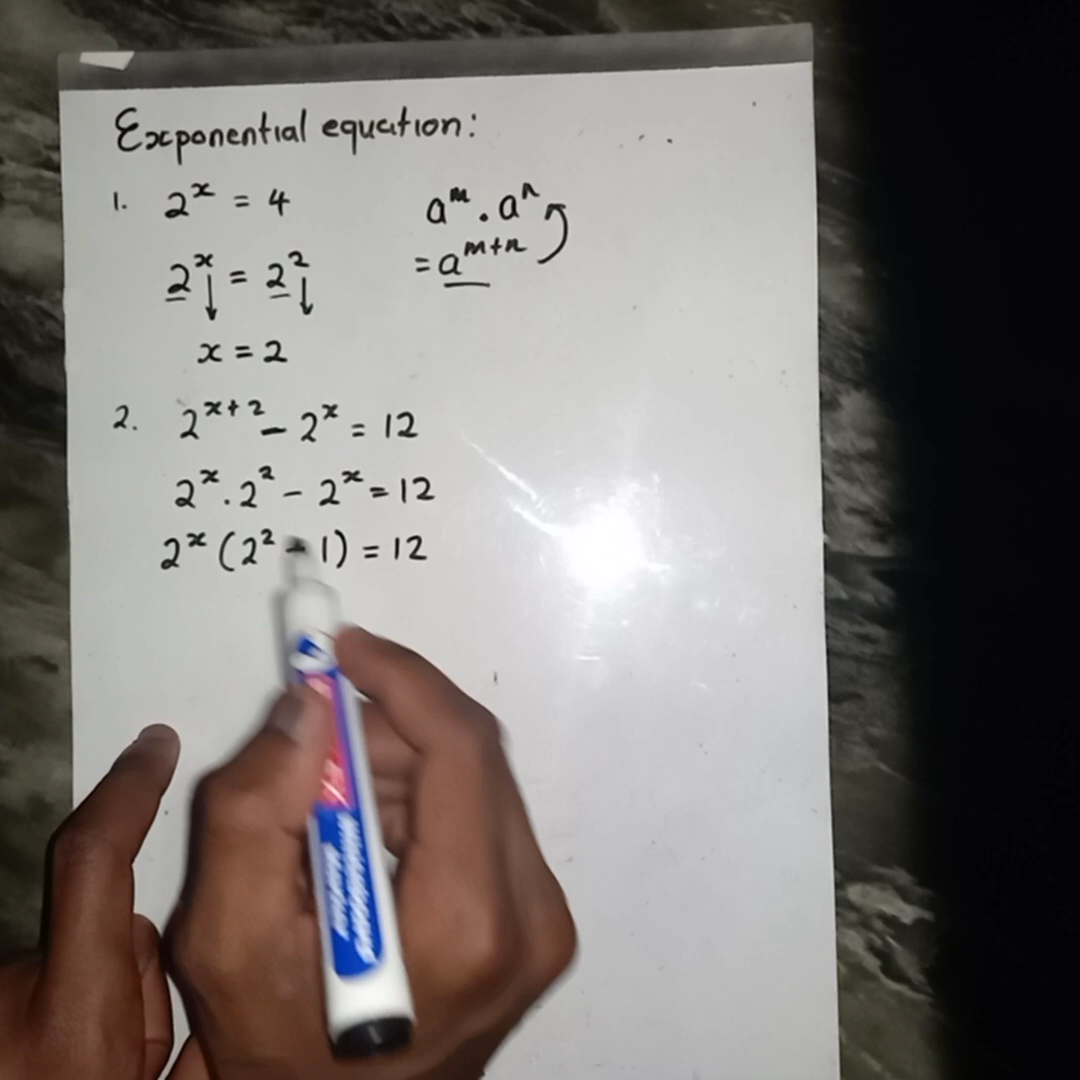 Exponential equation:
1. 2^x = 4
2^x = 2^2
x = 2
a^m . a^n
= a^{m+n}
2. 2^{x+2} - 2^x = 12
2^x . 2^2 - 2^x = 12
2^x (2^2 - 1) = 12